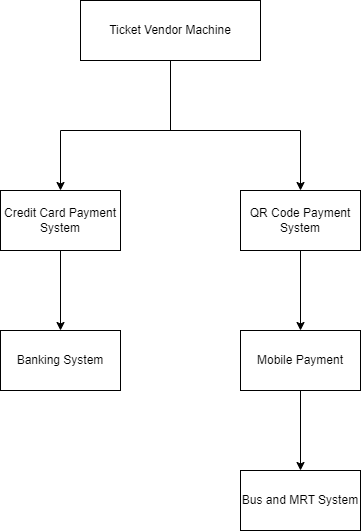 Ticket Vendor Machine
Credit Card Payment
System
QR Code Payment
System
Banking System
Mobile Payment
Bus and MRT System